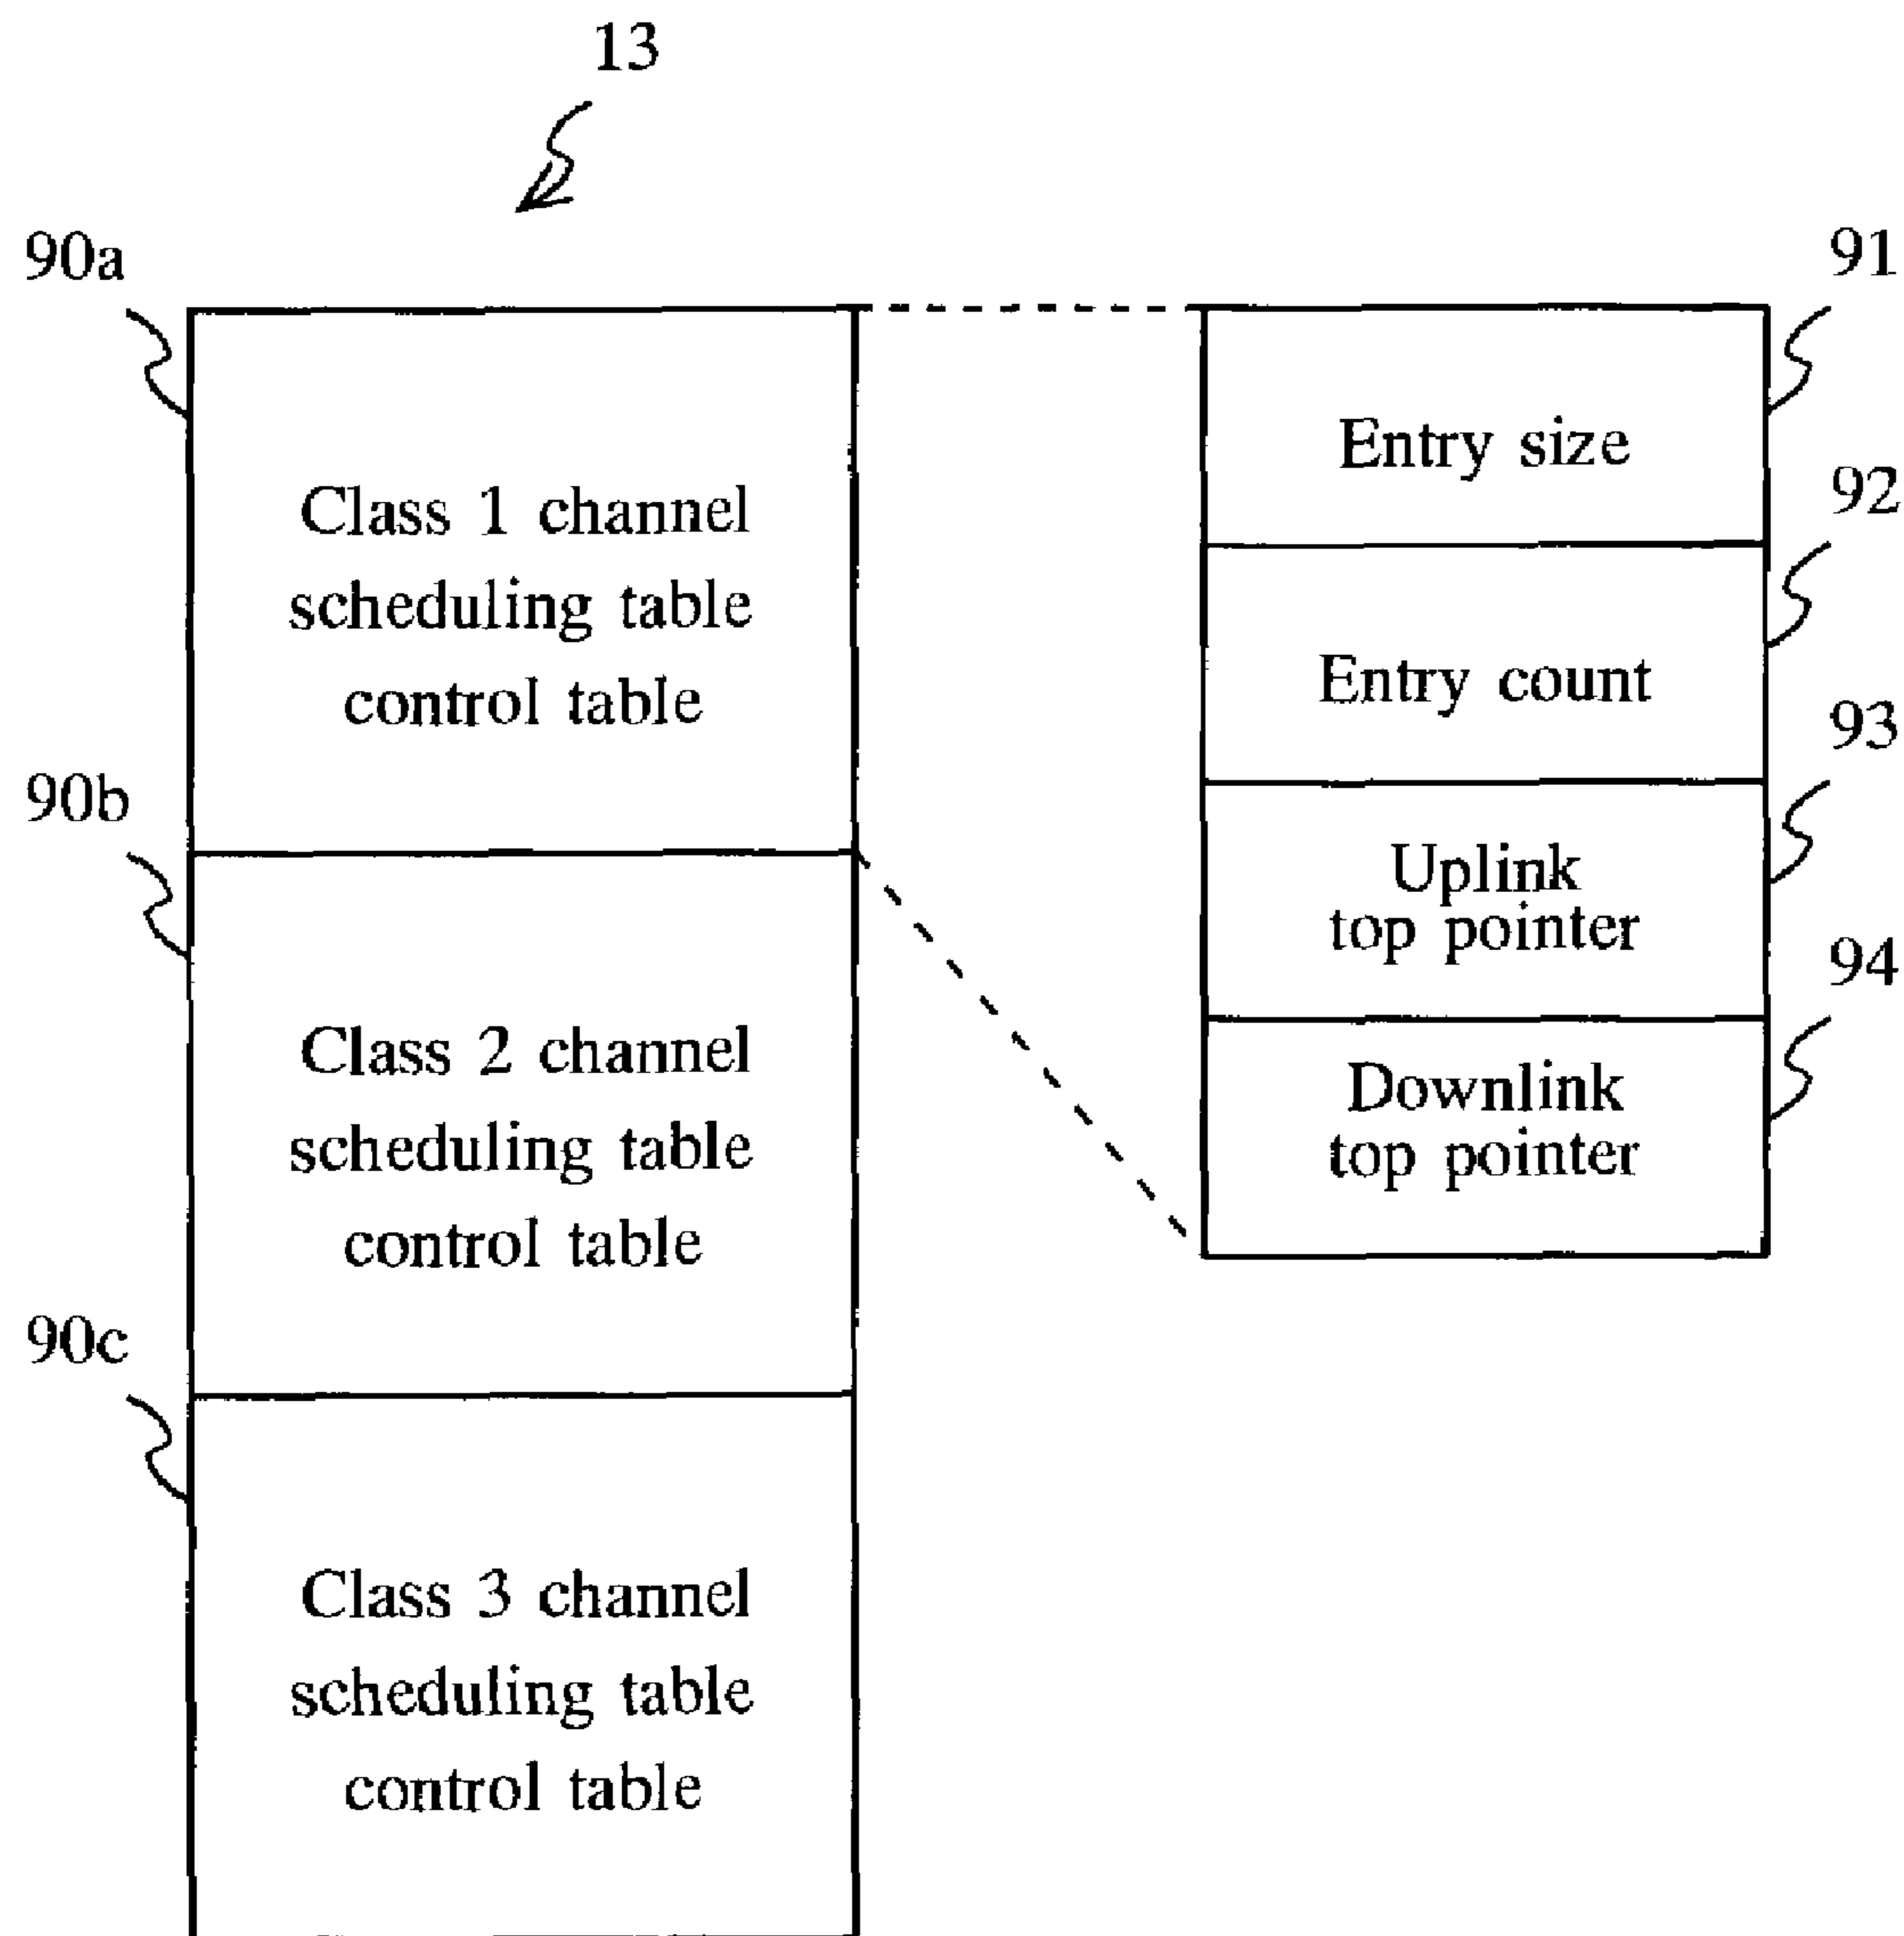 13
90a
Class 1 channel
scheduling table
control table
90b
Class 2 channel
scheduling table
control table
90c
Class 3 channel
scheduling table
control table
91
Entry size
92
Entry count
93
Uplink
top pointer
94
Downlink
top pointer